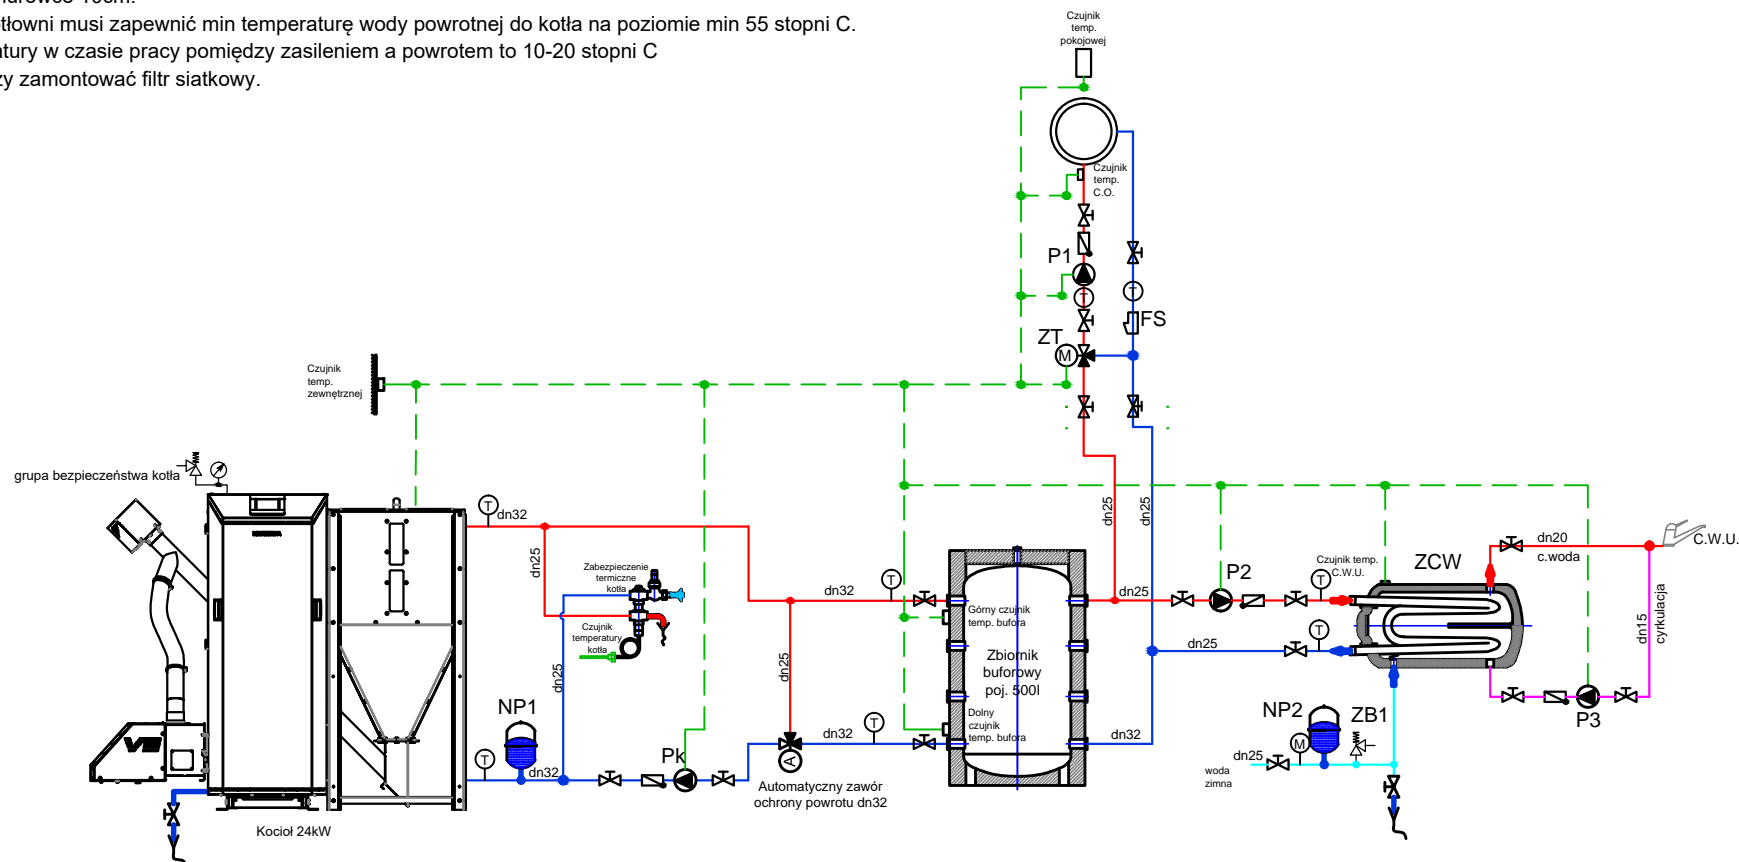 otłowni musi zapewnić min temperaturę wody powrotnej do kotła na poziomie min 55 stopni C.
atury w czasie pracy pomiędzy zasileniem a powrotem to 10-20 stopni C
zy zamontować filtr siatkowy.
Czujnik
temp.
pokojowej
Czujnik
temp.
C.O.
P1
T
T
FS
ZT
M
Czujnik
temp.
zewnętrznej
grupa bezpieczeństwa kotła
T
dn32
dn25
Zabezpieczenie
termiczne
kotła
Czujnik
temperatury
kotła
dn25
NP1
T
dn32
Pk
Kocioł 24kW
dn25
dn32
T
dn32
T
A
Automatyczny zawór
ochrony powrotu dn32
Górny czujnik
temp. bufora
Zbiornik
buforowy
poj. 500l
Dolny
czujnik
temp. bufora
dn25
dn25
dn25
dn32
P2
dn25
Czujnik temp.
C.W.U.
T
T
ZCW
dn20
c.woda
C.W.U.
dn15
cyrkulacja
P3
NP2
ZB1
M
dn25
woda
zimna
VS